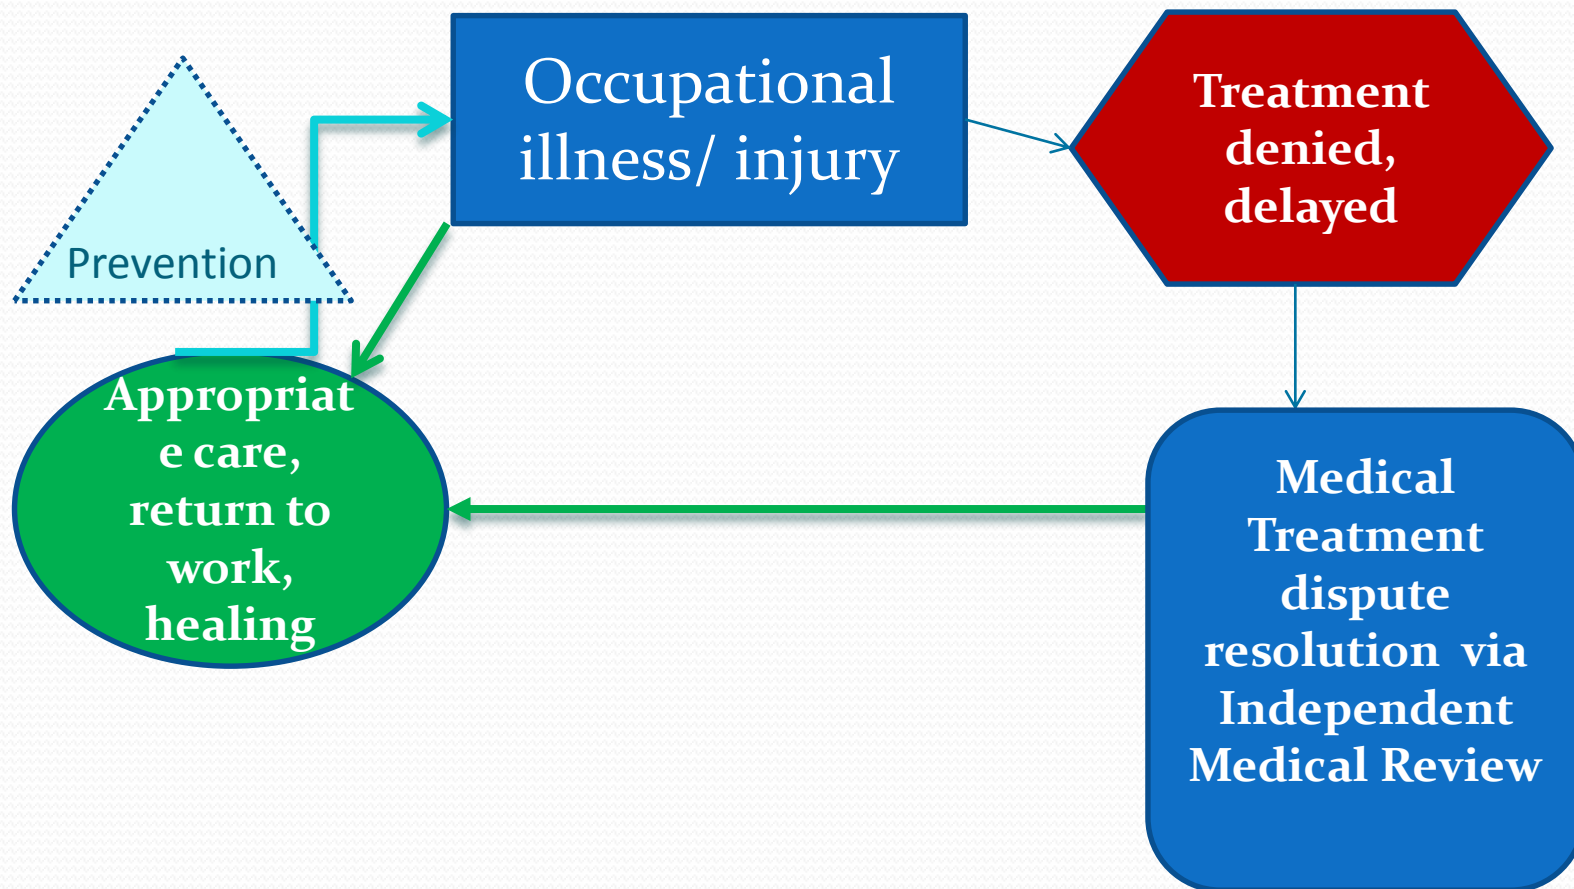 Occupational
illness/ injury
Treatment
denied,
delayed
Prevention
Appropriat
e care,
return to
work,
healing
Medical
Treatment
dispute
resolution  via
Independent
Medical Review